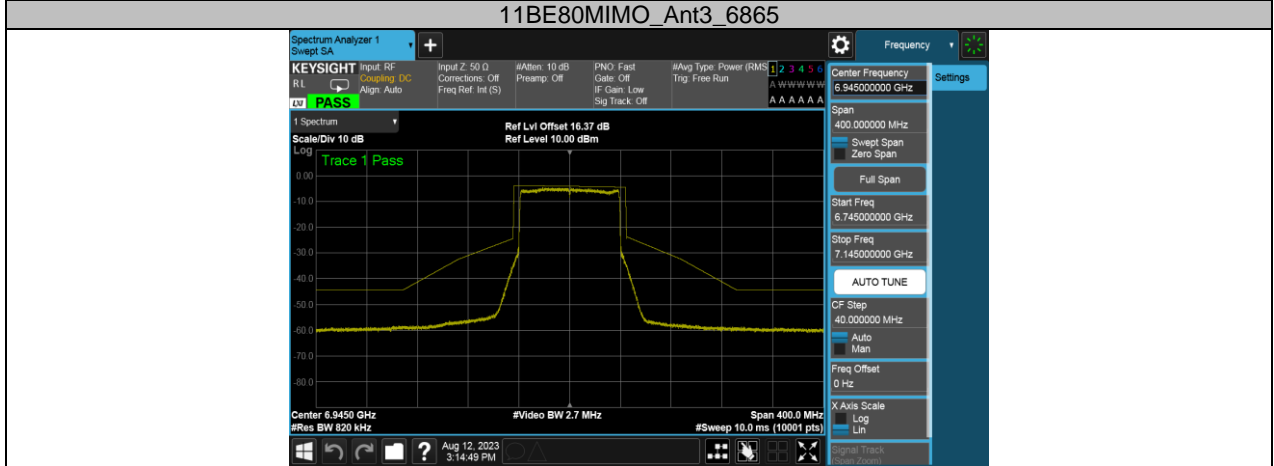 11BE80MIMO_Ant3_6865
Spectrum Analyzer 1
Swept SA
+
Frequency
KEYSIGHT
RL
LXI
PASS
Input: RF
Coupling: DC
Align: Auto
Input Z: 50 Ω
Corrections: Off
Freq Ref: Int (S)
#Atten: 10 dB
Preamp: Off
PNO: Fast
Gate: Off
IF Gain: Low
Sig Track: Off
#Avg Type: Power (RMS
Trig: Free Run
1 2 3 4 5 6
A W W W W W
A A A A A A
Center Frequency
6.945000000 GHz
Settings
Span
400.000000 MHz
Swept Span
Zero Span
Full Span
Start Freq
6.745000000 GHz
Stop Freq
7.145000000 GHz
AUTO TUNE
CF Step
40.000000 MHz
Auto
Man
Freq Offset
0 Hz
X Axis Scale
Log
Lin
Signal Track
(Span Zoom)
1 Spectrum
Scale/Div 10 dB
Log
Ref Lvl Offset 16.37 dB
Ref Level 10.00 dBm
Trace 1 Pass
0.00
-10.0
-20.0
-30.0
-40.0
-50.0
-60.0
-70.0
-80.0
Center 6.9450 GHz
#Res BW 820 kHz
#Video BW 2.7 MHz
Span 400.0 MHz
#Sweep 10.0 ms (10001 pts)
?
Aug 12, 2023
3:14:49 PM